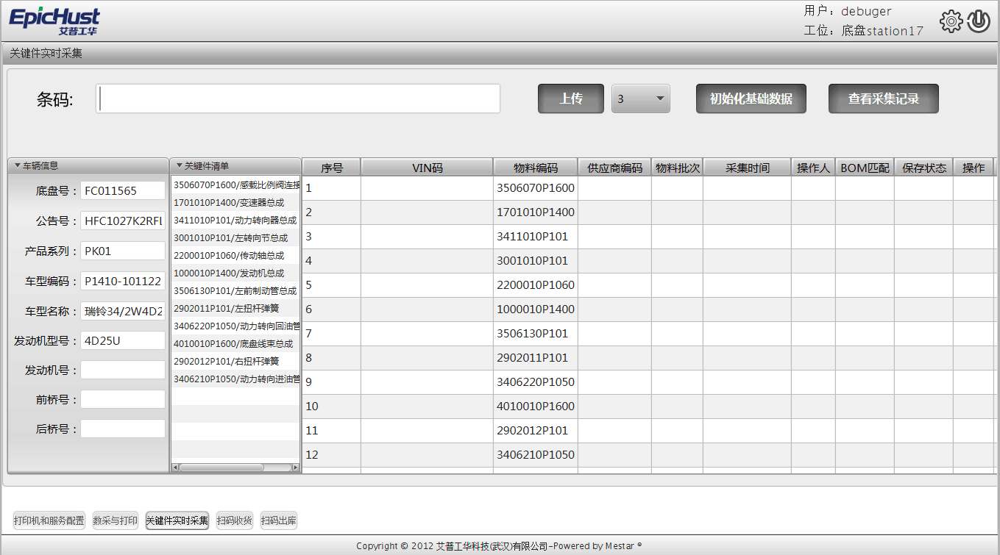 EpicHust
艾普工华
用户：debuger
工位：底盘station17
关键件实时采集
条码:
上传
3
初始化基础数据
查看采集记录
车辆信息
底盘号：FC011565
公告号：HFC1027K2RFL
产品系列：PK01
车型编码：P1410-101122
车型名称：瑞铃34/2W4D2
发动机型号：4D25U
发动机号：
前桥号：
后桥号：
关键件清单
3506070P1600/感载比例阀连接
1701010P1400/变速器总成
3411010P101/动力转向器总成
3001010P101/左转向节总成
2200010P1060/传动轴总成
1000010P1400/发动机总成
3506130P101/左前制动管总成
2902011P101/左扭杆弹簧
3406220P1050/动力转向回油管
4010010P1600/底盘线束总成
2902012P101/右扭杆弹簧
3406210P1050/动力转向进油管
序号 VIN码 物料编码 供应商编码 物料批次 采集时间 操作人 BOM匹配 保存状态 操作
1 3506070P1600
2 1701010P1400
3 3411010P101
4 3001010P101
5 2200010P1060
6 1000010P1400
7 3506130P101
8 2902011P101
9 3406220P1050
10 4010010P1600
11 2902012P101
12 3406210P1050
打印机和服务配置 数采与打印 关键件实时采集 扫码收货 扫码出库
Copyright © 2012 艾普工华科技(武汉)有限公司-Powered by Mestar ®